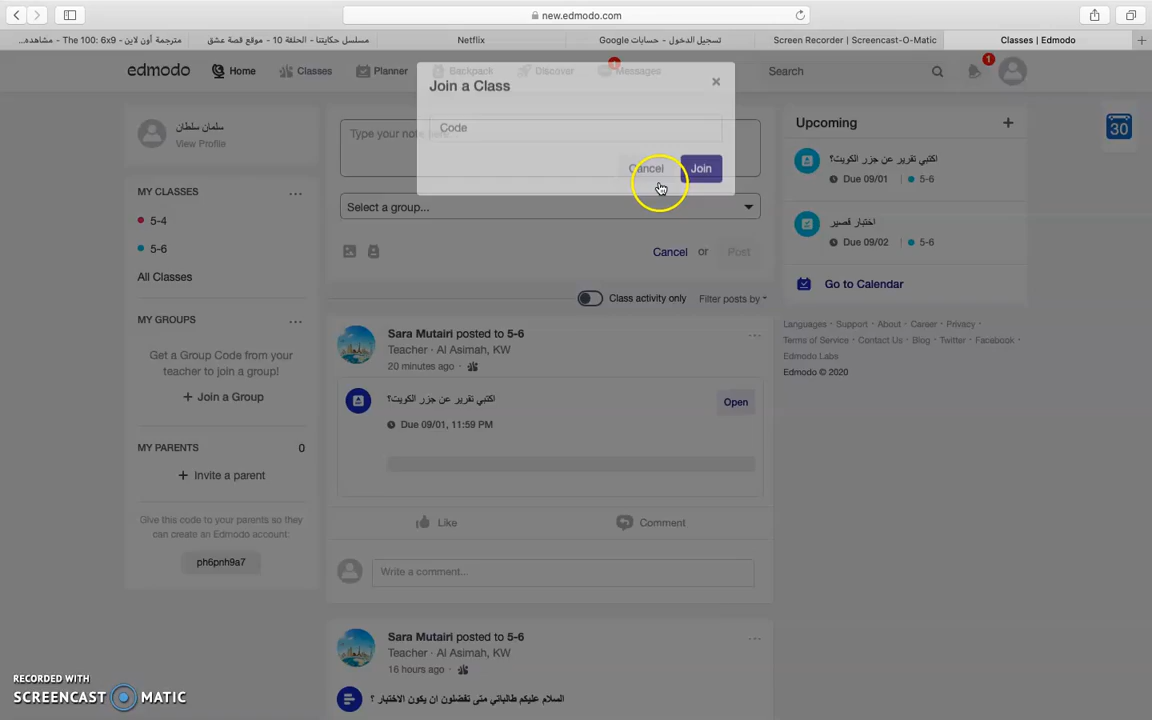 new.edmodo.com
مترجمة أون لاين - The 100: 6x9 - مشاهده...
مسلسل حكايتنا - الحلقة 10 - موقع قصة عشق
Netflix
تسجيل الدخول - حسابات Google
Screen Recorder | Screencast-O-Matic
Classes | Edmodo
edmodo
Home
Classes
Planner
Backpack
Discover
Messages
1
Search
1
Join a Class
Code
Cancel
Join
سلمان سلطان
View Profile
MY CLASSES
5-4
5-6
All Classes
MY GROUPS
Get a Group Code from your
teacher to join a group!
+ Join a Group
MY PARENTS 0
+ Invite a parent
Give this code to your parents so they
can create an Edmodo account:
ph6pnh9a7
Type your note here
Select a group...
Cancel or Post
Class activity only
Filter posts by
Sara Mutairi posted to 5-6
Teacher · Al Asimah, KW
20 minutes ago ·
اكتبي تقرير عن جزر الكويت؟
Open
Due 09/01, 11:59 PM
Like
Comment
Write a comment...
Sara Mutairi posted to 5-6
Teacher · Al Asimah, KW
16 hours ago ·
السلام عليكم طالباتي متى تفضلون ان يكون الاختبار ؟
Upcoming +
اكتبي تقرير عن جزر الكويت؟
Due 09/01 5-6
اختبار قصير
Due 09/02 5-6
Go to Calendar
Languages · Support · About · Career · Privacy ·
Terms of Service · Contact Us · Blog · Twitter · Facebook ·
Edmodo Labs
Edmodo © 2020
30
RECORDED WITH
SCREENCAST MATIC